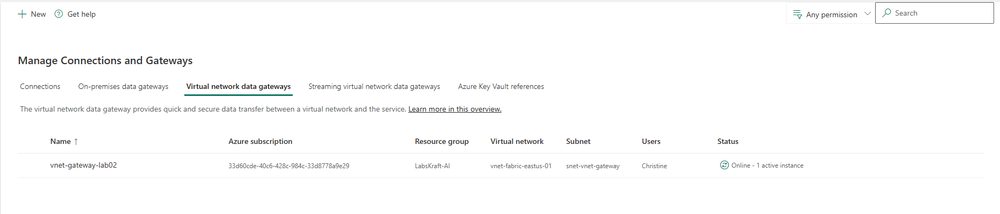 New Get help Any permission Search
Manage Connections and Gateways
Connections On-premises data gateways Virtual network data gateways Streaming virtual network data gateways Azure Key Vault references
The virtual network data gateway provides quick and secure data transfer between a virtual network and the service. Learn more in this overview.
Name ↑ Azure subscription Resource group Virtual network Subnet Users Status
vnet-gateway-lab02 33d60cde-40c6-428c-984c-33d8778a9e29 LabsKraft-AI vnet-fabric-eastus-01 snet-vnet-gateway Christine Online - 1 active instance